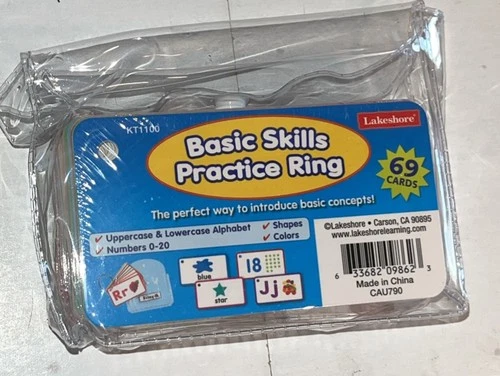 KT1100
Lakeshore®
Basic Skills
Practice Ring
69
CARDS
The perfect way to introduce basic concepts!
✓ Uppercase & Lowercase Alphabet ✓ Shapes
✓ Numbers 0-20 ✓ Colors
©Lakeshore • Carson, CA 90895
www.lakeshorelearning.com
blue
18
Rr
star
Jj
6 33682 09862 3
Made in China
CAU790